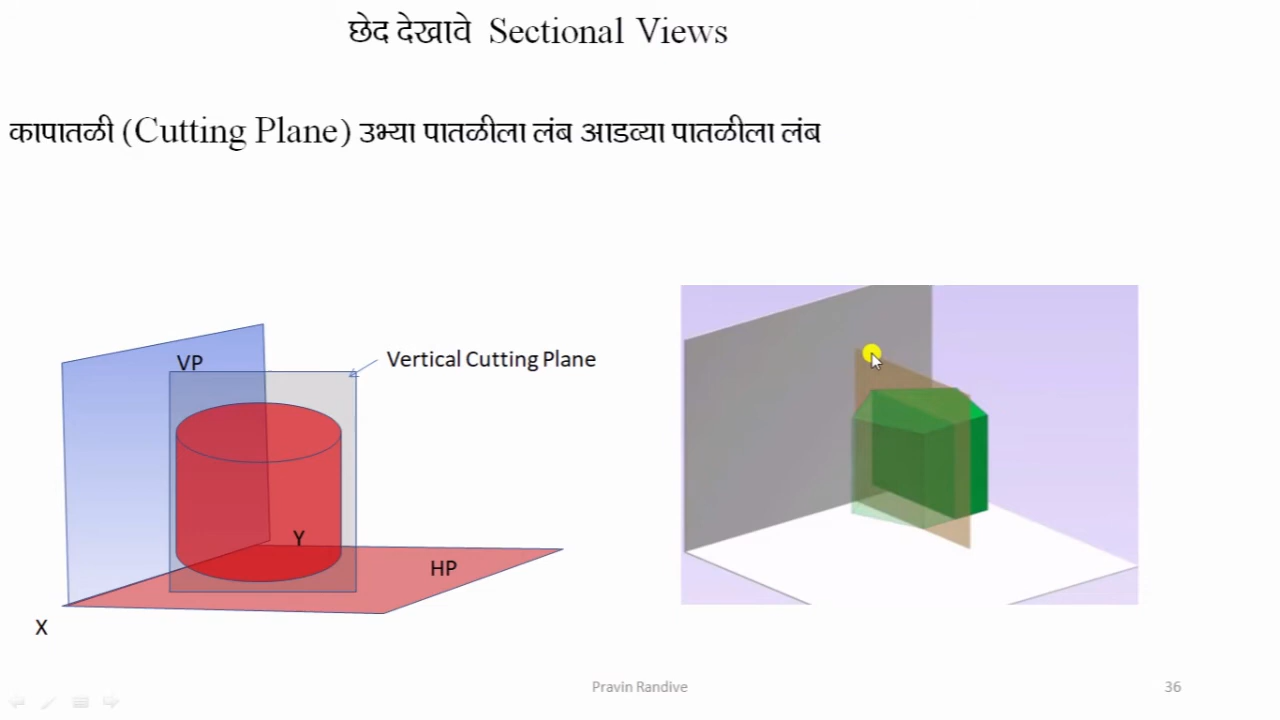 छेद देखावे Sectional Views
कापातळी (Cutting Plane) उभ्या पातळीला लंब आडव्या पातळीला लंब
VP
Vertical Cutting Plane
Y
HP
X
Pravin Randive
36